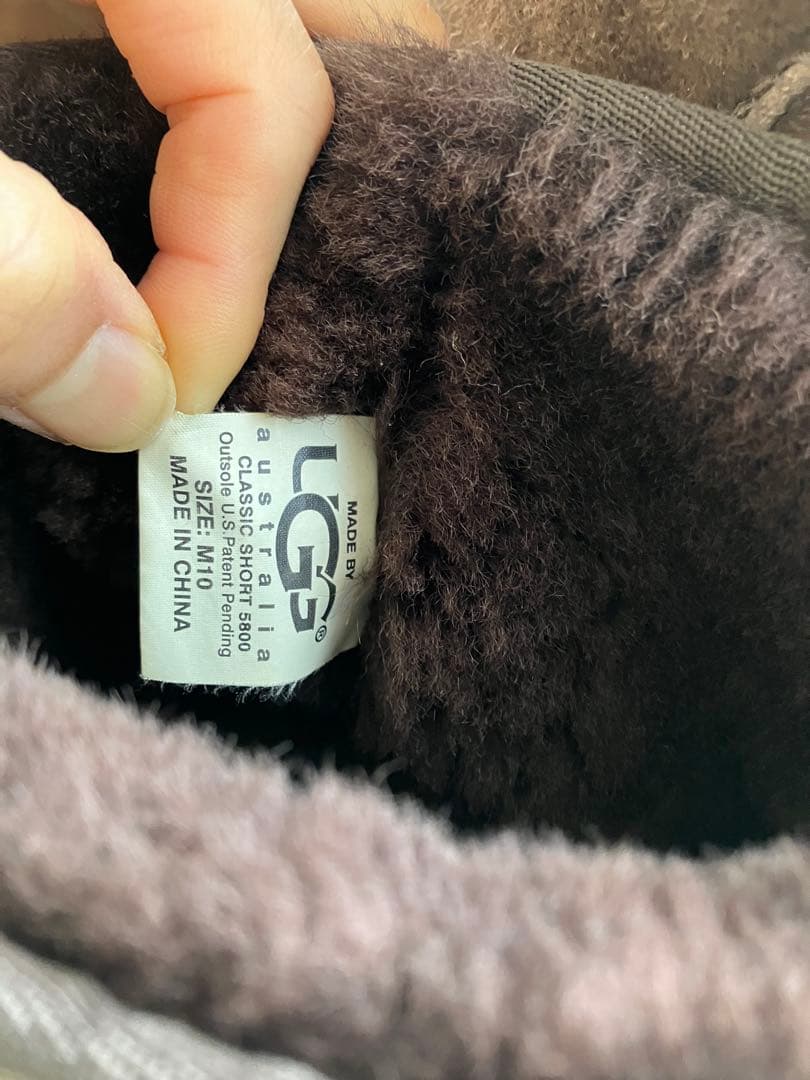 MADE BY
UGG®
australia
CLASSIC SHORT 5800
Outsole U.S.Patent Pending
SIZE: M10
MADE IN CHINA